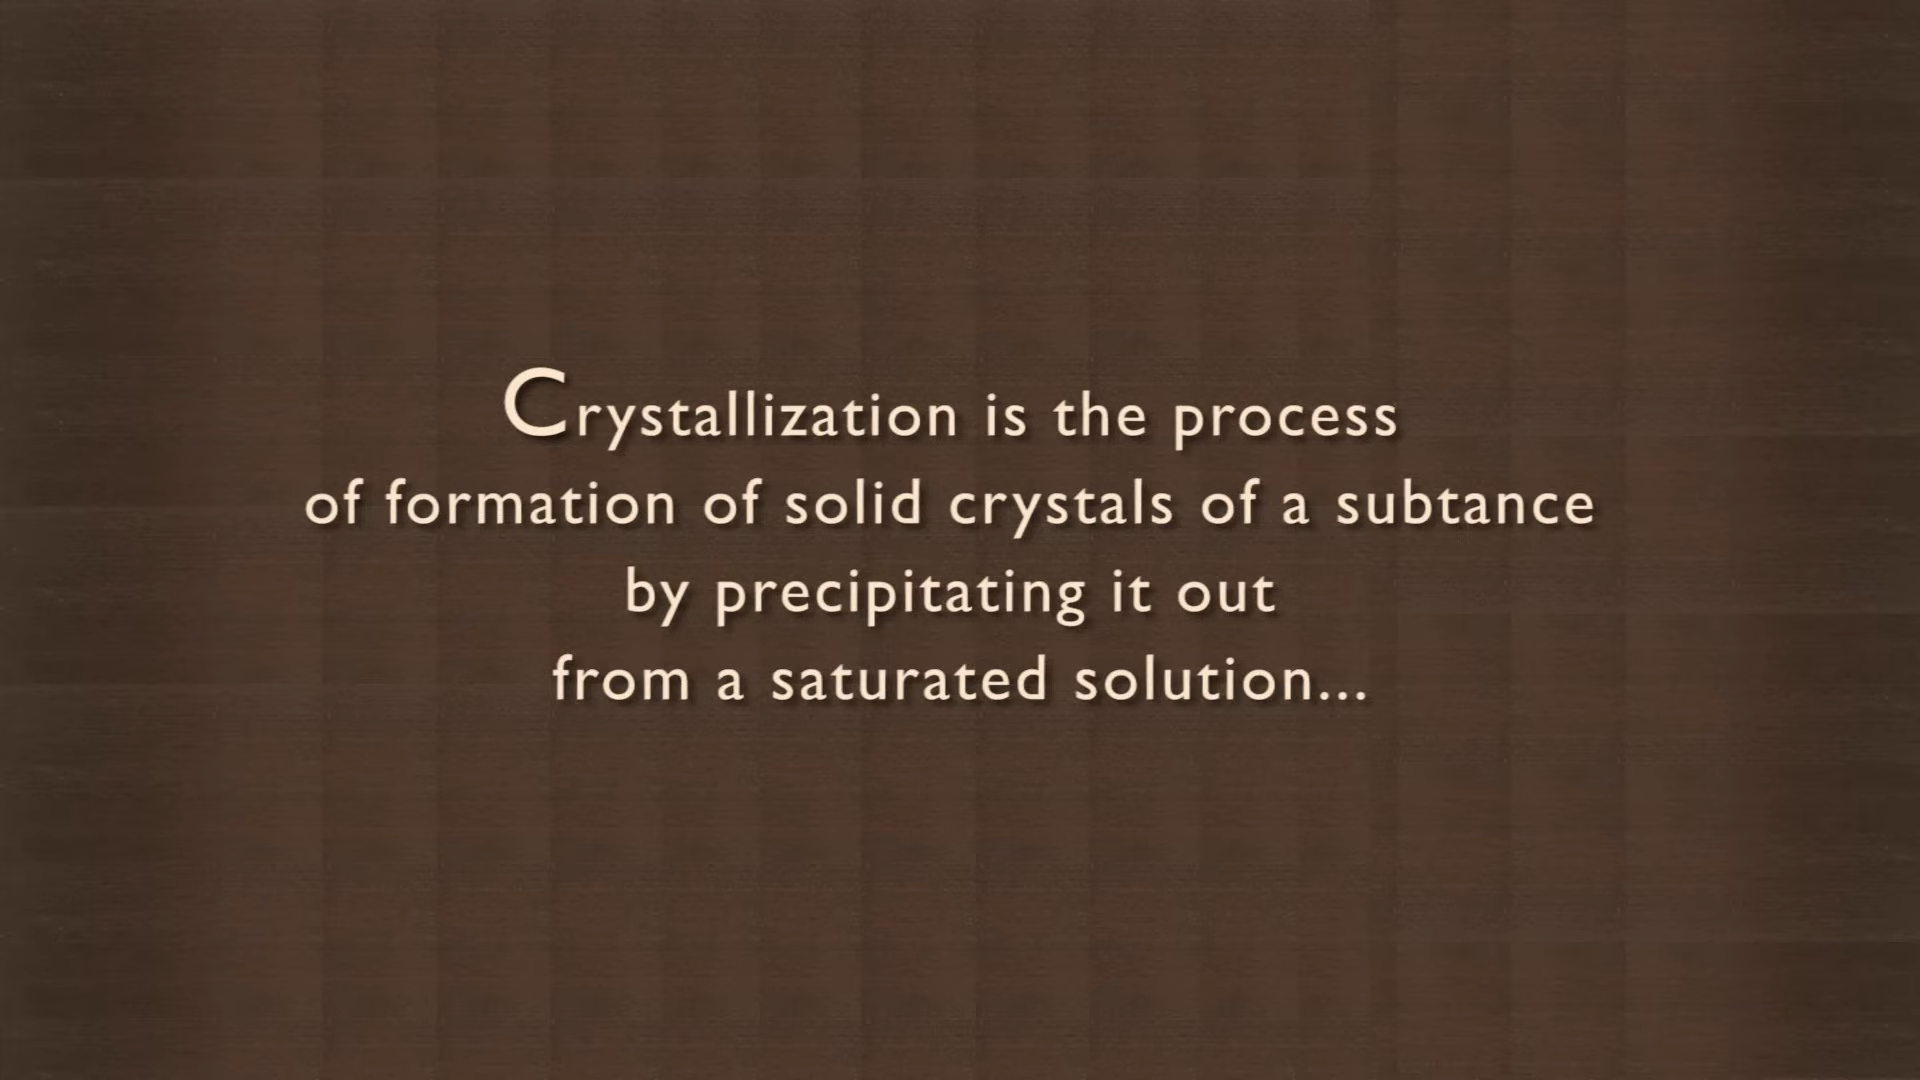 Crystallization is the process
of formation of solid crystals of a subtance
by precipitating it out
from a saturated solution...